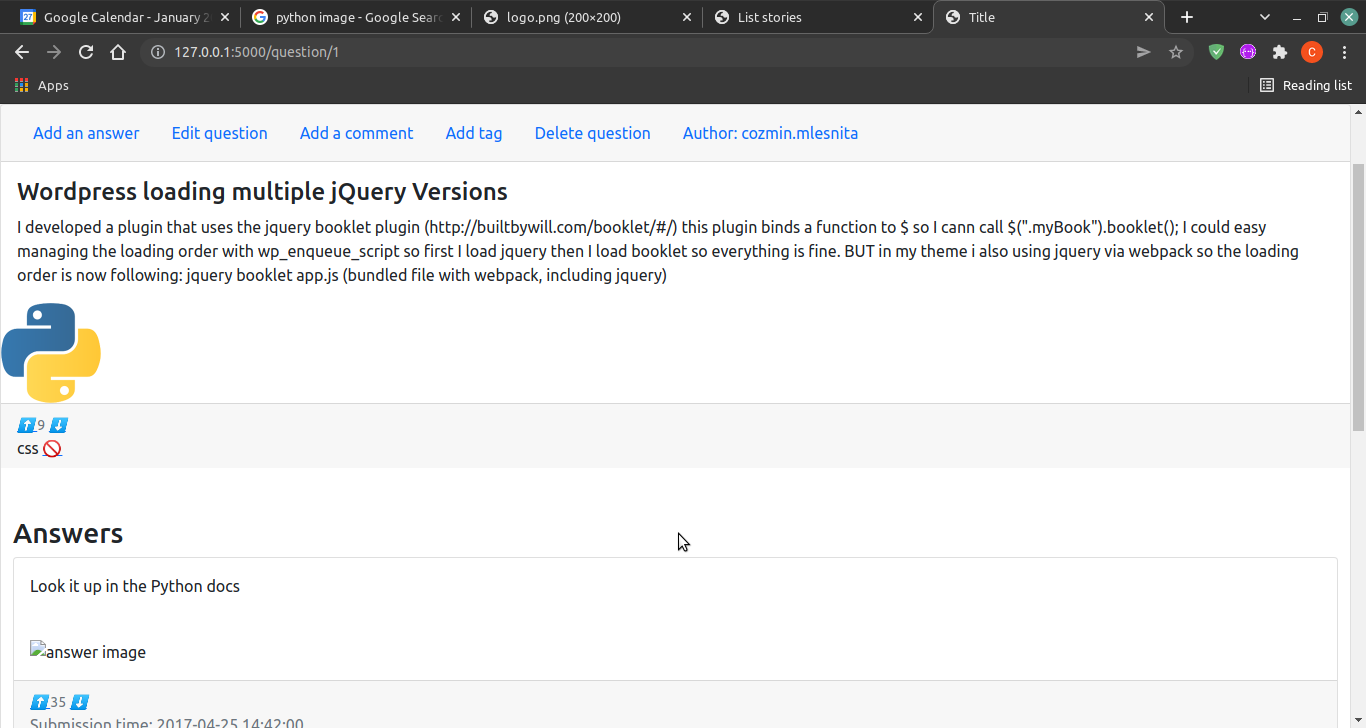 Google Calendar - January 2
python image - Google Sear
logo.png (200×200)
List stories
Title
127.0.0.1:5000/question/1
C
Apps
Reading list
Add an answer
Edit question
Add a comment
Add tag
Delete question
Author: cozmin.mlesnita
Wordpress loading multiple jQuery Versions
I developed a plugin that uses the jquery booklet plugin (http://builtbywill.com/booklet/#/) this plugin binds a function to $ so I cann call $(".myBook").booklet(); I could easy
managing the loading order with wp_enqueue_script so first I load jquery then I load booklet so everything is fine. BUT in my theme i also using jquery via webpack so the loading
order is now following: jquery booklet app.js (bundled file with webpack, including jquery)
9
css
Answers
Look it up in the Python docs
answer image
35
Submission time: 2017-04-25 14:42:00